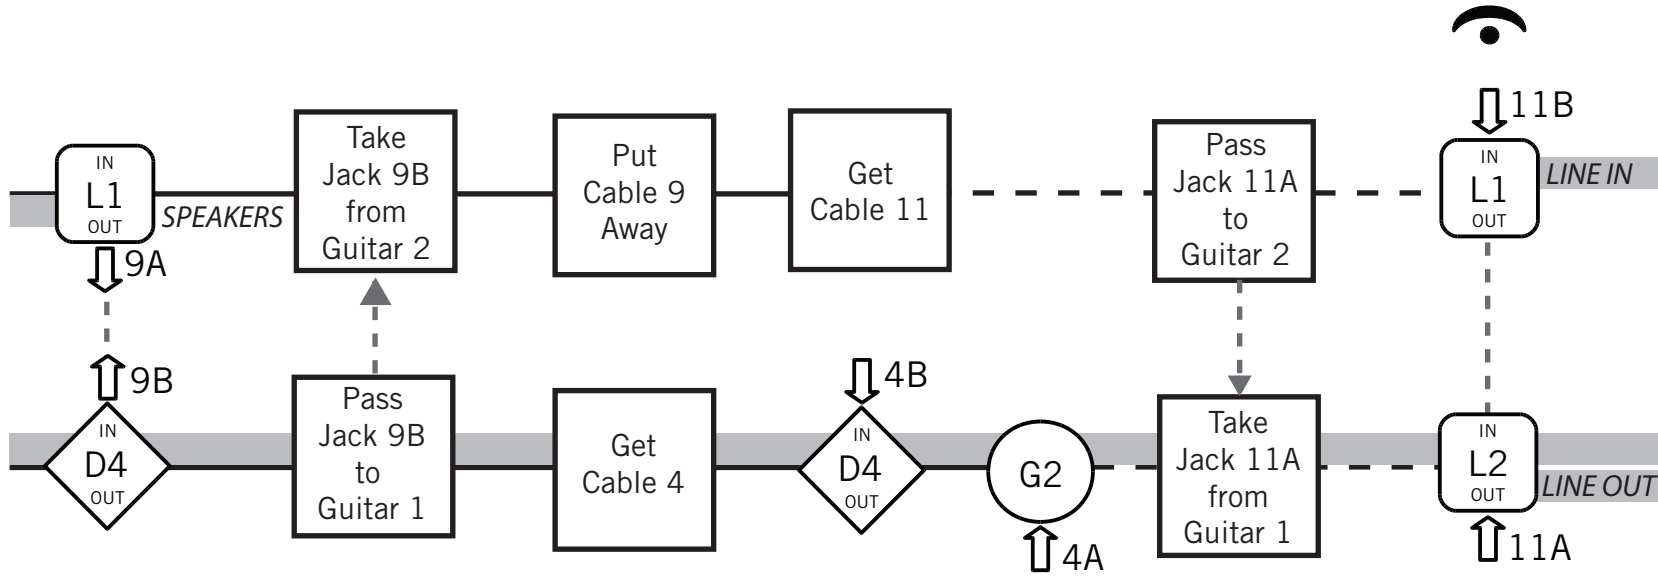 11B
IN
L1
OUT
SPEAKERS
9A
Take
Jack 9B
from
Guitar 2
Put
Cable 9
Away
Get
Cable 11
Pass
Jack 11A
to
Guitar 2
IN
L1
OUT
LINE IN
9B
IN
D4
OUT
Pass
Jack 9B
to
Guitar 1
Get
Cable 4
4B
IN
D4
OUT
G2
4A
Take
Jack 11A
from
Guitar 1
IN
L2
OUT
LINE OUT
11A